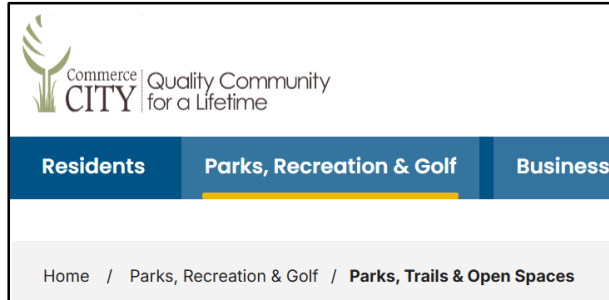 Commerce
CITY
Quality Community
for a Lifetime
Residents Parks, Recreation & Golf Business
Home / Parks, Recreation & Golf / Parks, Trails & Open Spaces